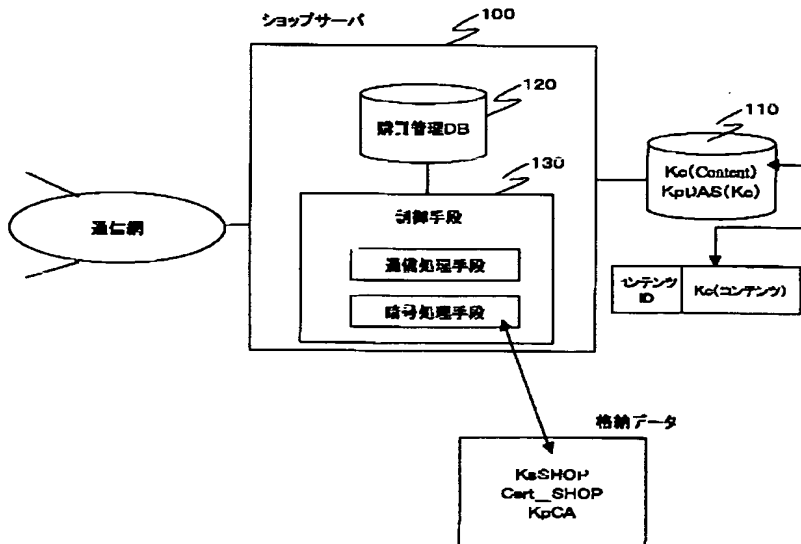 ショップサーバ
100
120
購買管理DB
110
Kc(Content)
KpDAS(Kc)
130
制御手段
通信網
通信処理手段
暗号処理手段
コンテンツ
ID
Kc(コンテンツ)
格納データ
KsSHOP
Cert__SHOP
KpCA